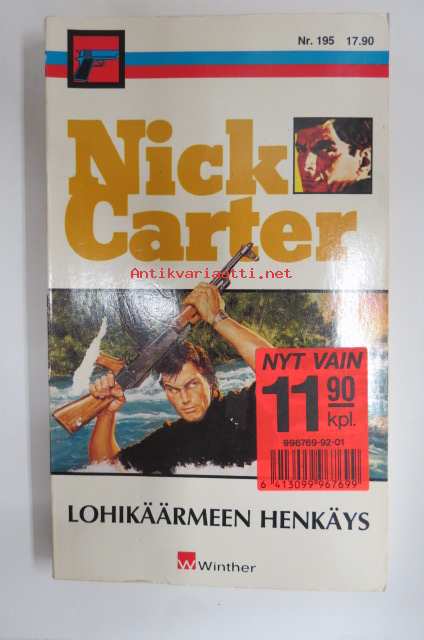 Nr. 195 17.90
Nick
Carter
Antikvariaatti.net
NYT VAIN
11 90
kpl.
996769-92-01
6 413099 967699
LOHIKÄÄRMEEN HENKÄYS
W Winther